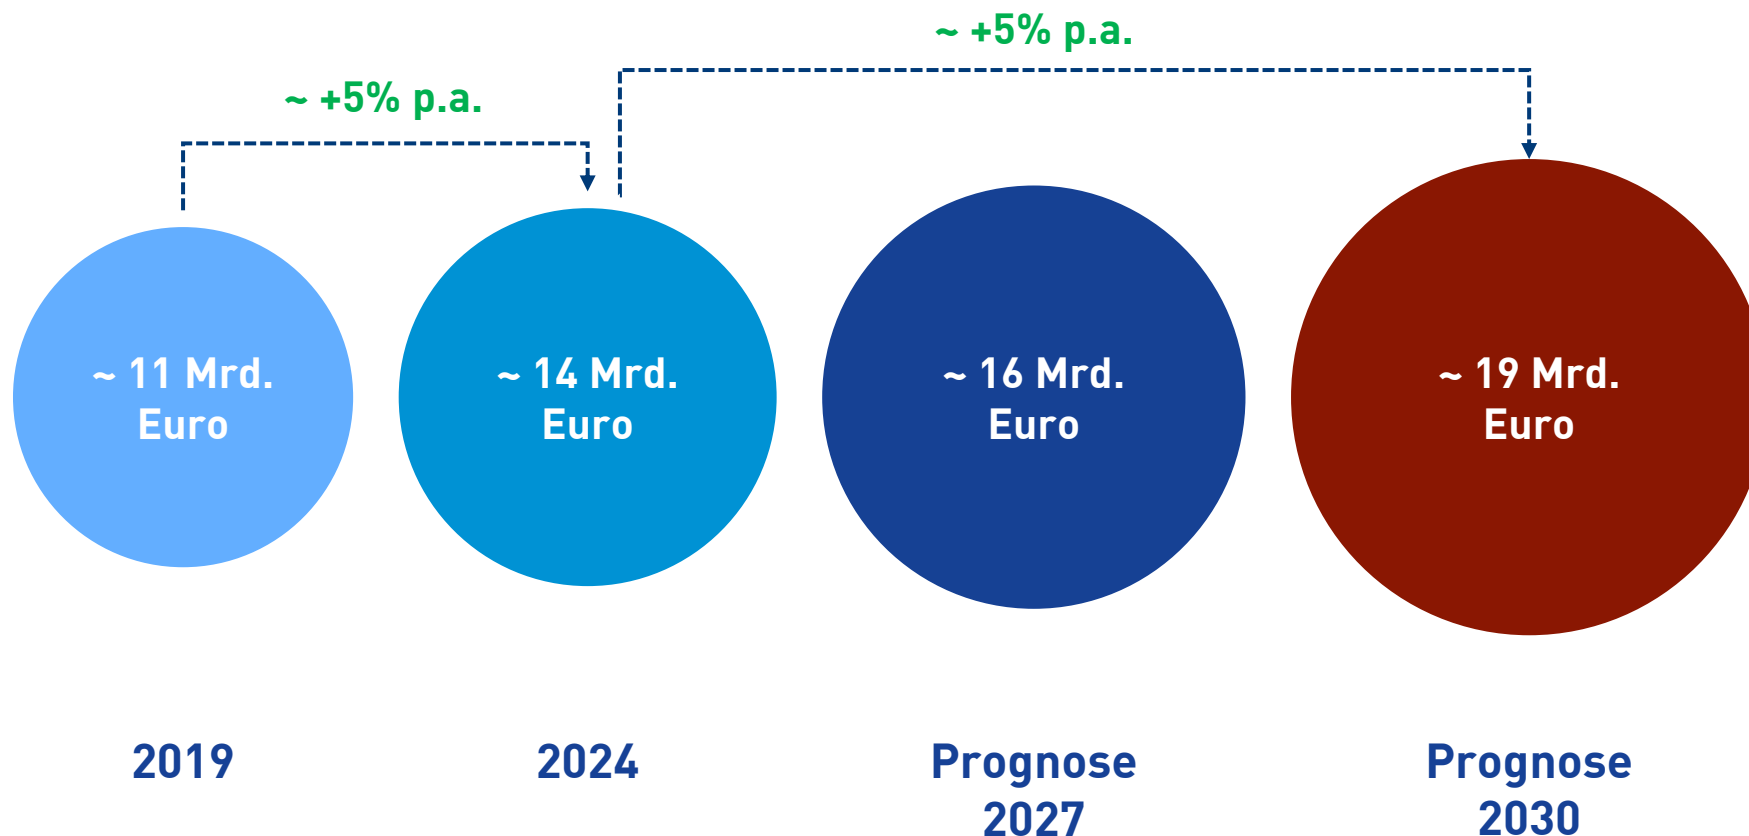 ~ +5% p.a.
~ +5% p.a.
~ 11 Mrd.
Euro
~ 14 Mrd.
Euro
~ 16 Mrd.
Euro
~ 19 Mrd.
Euro
2019
2024
Prognose
2027
Prognose
2030